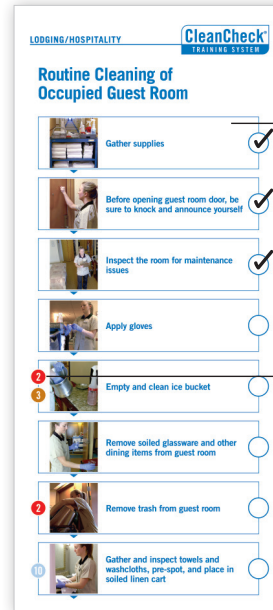 LODGING/HOSPITALITY
CleanCheck®
TRAINING SYSTEM
Routine Cleaning of
Occupied Guest Room
Gather supplies
Before opening guest room door, be
sure to knock and announce yourself
Inspect the room for maintenance
issues
Apply gloves
2
3
Empty and clean ice bucket
Remove soiled glassware and other
dining items from guest room
2
Remove trash from guest room
10
Gather and inspect towels and
washcloths, pre-spot, and place in
soiled linen cart